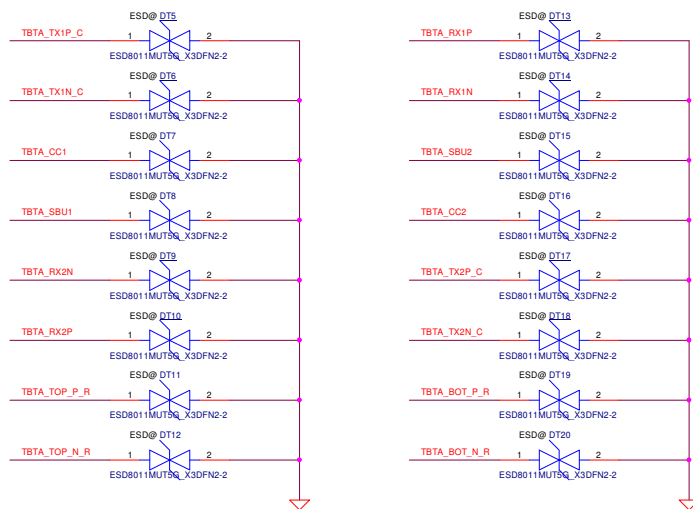 ESD@ DT5
TBTA_TX1P_C 1 2
ESD8011MUT5G_X3DFN2-2
ESD@ DT6
TBTA_TX1N_C 1 2
ESD8011MUT5G_X3DFN2-2
ESD@ DT7
TBTA_CC1 1 2
ESD8011MUT5G_X3DFN2-2
ESD@ DT8
TBTA_SBU1 1 2
ESD8011MUT5G_X3DFN2-2
ESD@ DT9
TBTA_RX2N 1 2
ESD8011MUT5G_X3DFN2-2
ESD@ DT10
TBTA_RX2P 1 2
ESD8011MUT5G_X3DFN2-2
ESD@ DT11
TBTA_TOP_P_R 1 2
ESD8011MUT5G_X3DFN2-2
ESD@ DT12
TBTA_TOP_N_R 1 2
ESD8011MUT5G_X3DFN2-2
ESD@ DT13
TBTA_RX1P 1 2
ESD8011MUT5G_X3DFN2-2
ESD@ DT14
TBTA_RX1N 1 2
ESD8011MUT5G_X3DFN2-2
ESD@ DT15
TBTA_SBU2 1 2
ESD8011MUT5G_X3DFN2-2
ESD@ DT16
TBTA_CC2 1 2
ESD8011MUT5G_X3DFN2-2
ESD@ DT17
TBTA_TX2P_C 1 2
ESD8011MUT5G_X3DFN2-2
ESD@ DT18
TBTA_TX2N_C 1 2
ESD8011MUT5G_X3DFN2-2
ESD@ DT19
TBTA_BOT_P_R 1 2
ESD8011MUT5G_X3DFN2-2
ESD@ DT20
TBTA_BOT_N_R 1 2
ESD8011MUT5G_X3DFN2-2